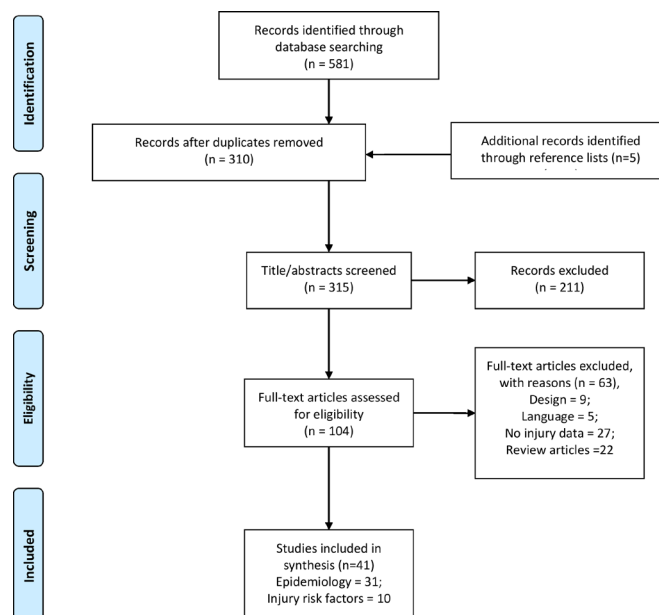 Identification
Records identified through
database searching
(n = 581)
Records after duplicates removed
(n = 310)
Additional records identified
through reference lists (n=5)
Screening
Title/abstracts screened
(n = 315)
Records excluded
(n = 211)
Eligibility
Full-text articles assessed
for eligibility
(n = 104)
Full-text articles excluded,
with reasons (n = 63),
Design = 9;
Language = 5;
No injury data = 27;
Review articles =22
Included
Studies included in
synthesis (n=41)
Epidemiology = 31;
Injury risk factors = 10